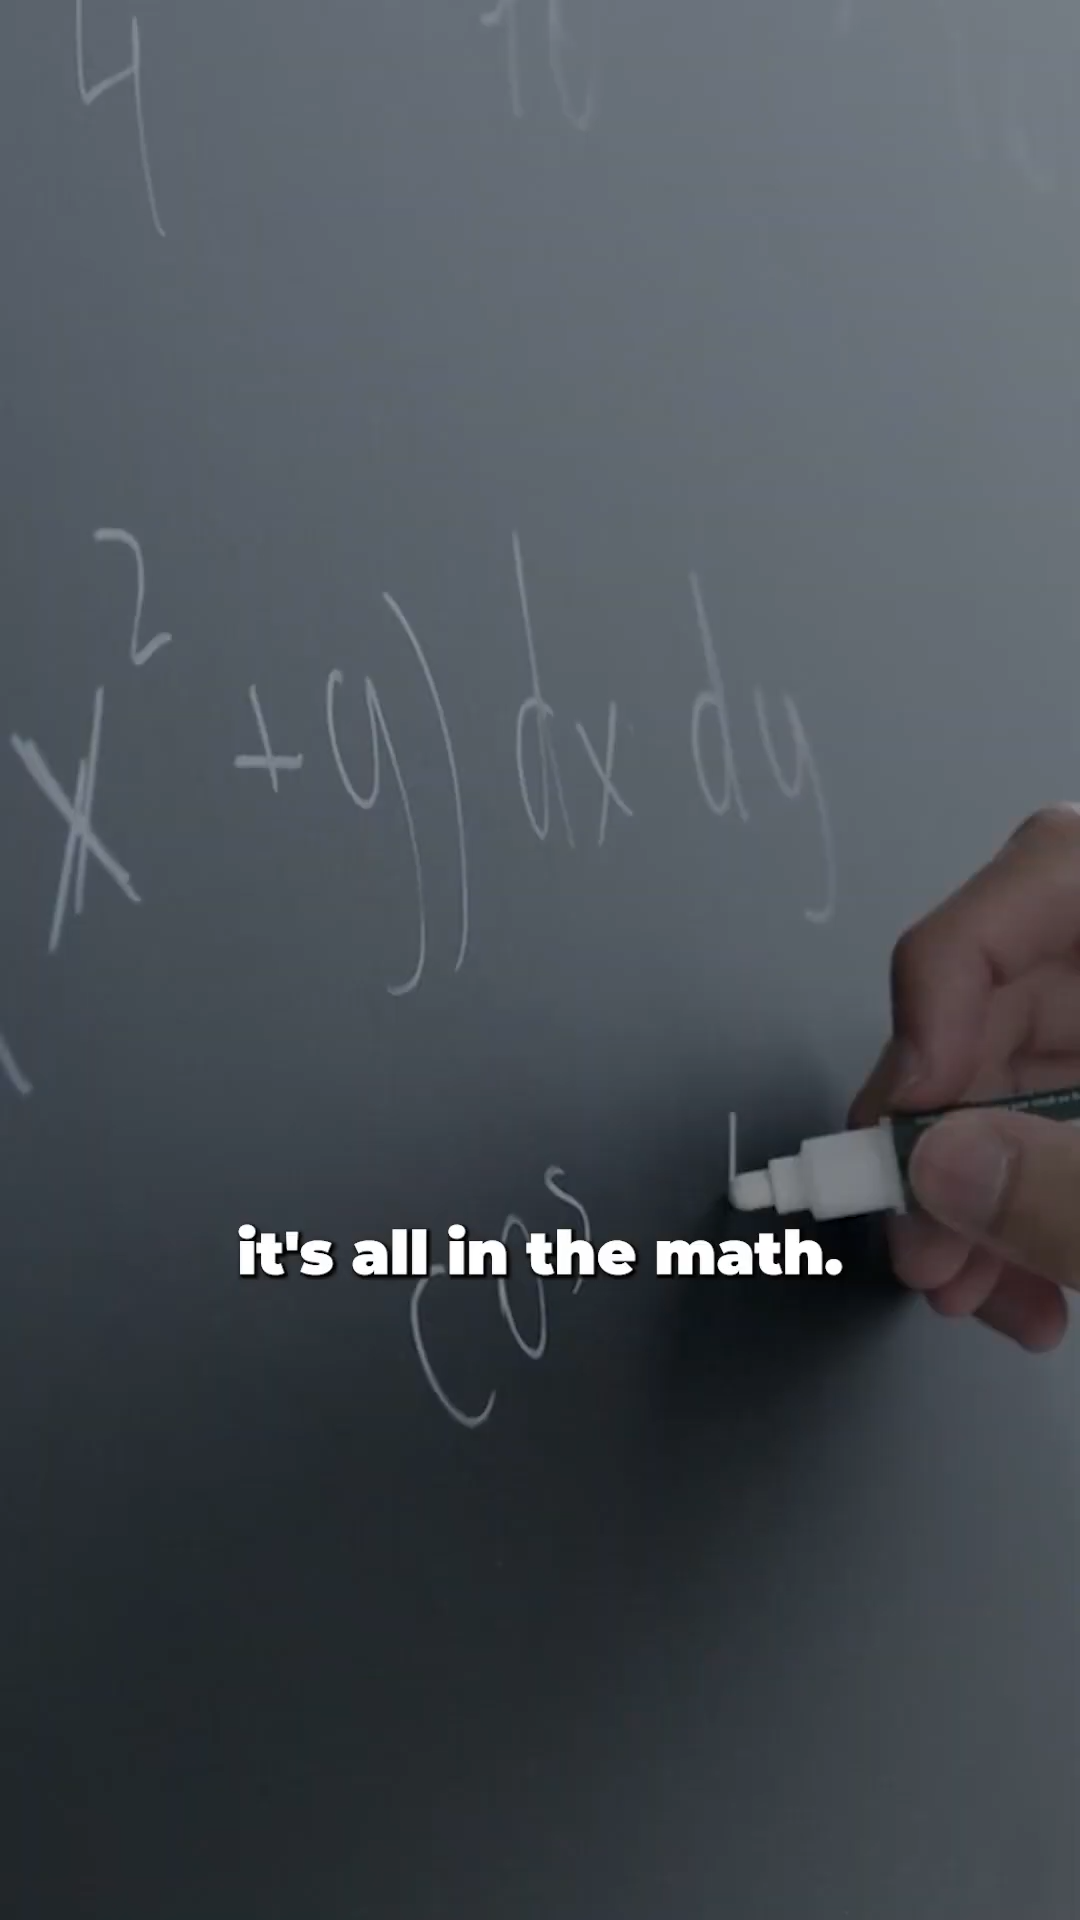 4
x² + y) dx dy
cos
it's all in the math.